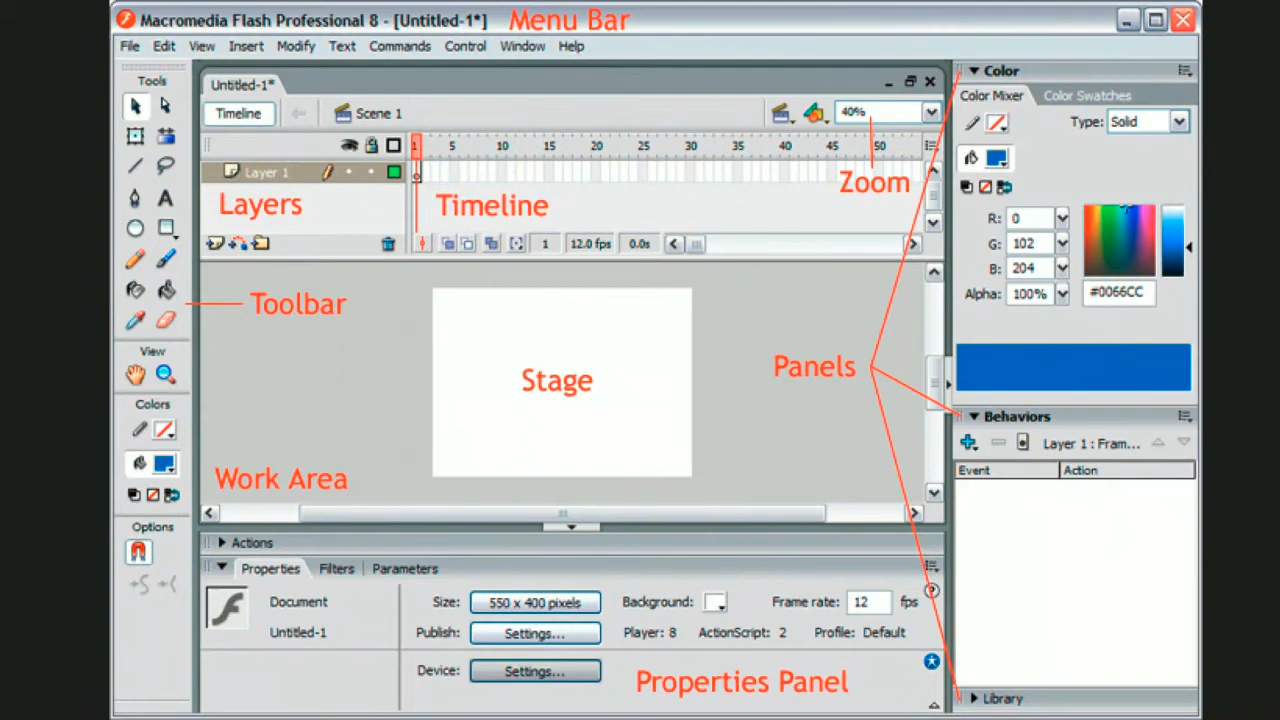 Macromedia Flash Professional 8 - [Untitled-1*]
Menu Bar
File Edit View Insert Modify Text Commands Control Window Help
Tools
View
Colors
Options
Toolbar
Untitled-1*
Timeline
Scene 1
40%
1 5 10 15 20 25 30 35 40 45 50
Layer 1
Layers
Timeline
Zoom
1 12.0 fps 0.0s
Stage
Work Area
Panels
Actions
Properties Filters Parameters
Document
Untitled-1
Size: 550 x 400 pixels Background: Frame rate: 12 fps
Publish: Settings... Player: 8 ActionScript: 2 Profile: Default
Device: Settings...
Properties Panel
Color
Color Mixer Color Swatches
Type: Solid
R: 0
G: 102
B: 204
Alpha: 100% #0066CC
Behaviors
Layer 1 : Fram...
Event Action
Library